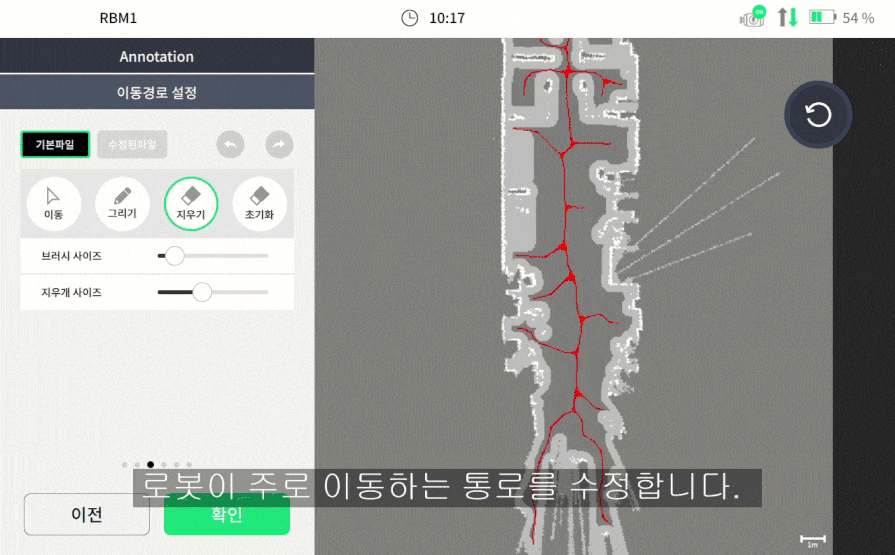 RBM1
10:17
ON
54 %
Annotation
이동경로 설정
기본파일
수정된파일
이동
그리기
지우기
초기화
브러시 사이즈
지우개 사이즈
로봇이 주로 이동하는 통로를 수정합니다.
이전
확인
1m